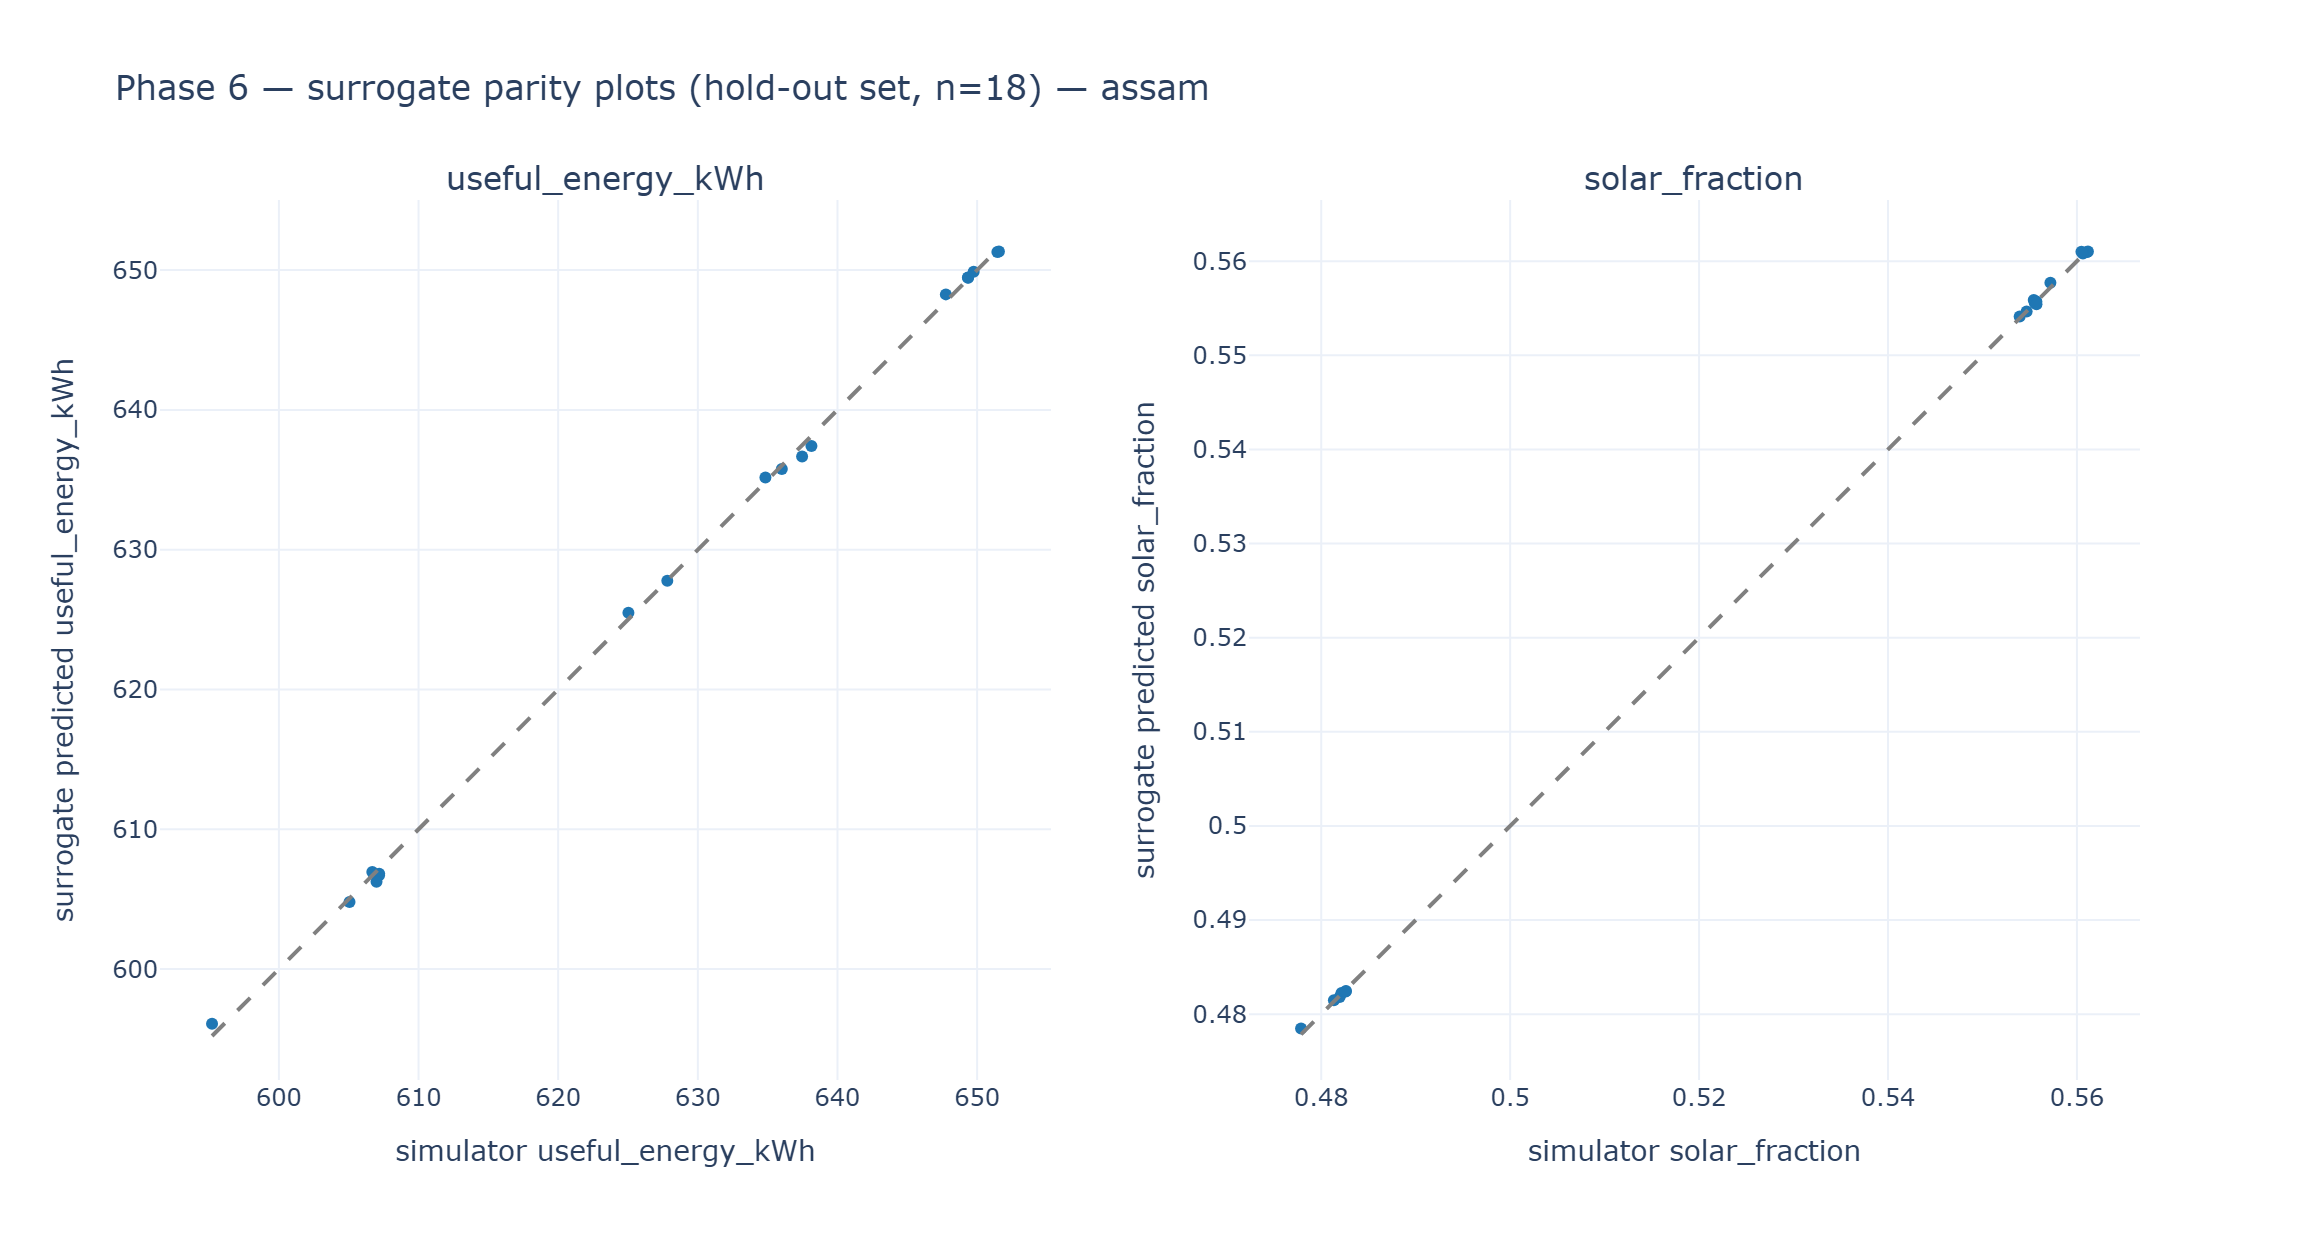 Phase 6 — surrogate parity plots (hold-out set, n=18) — assam
useful_energy_kWh
surrogate predicted useful_energy_kWh
650
640
630
620
610
600
600 610 620 630 640 650
simulator useful_energy_kWh
solar_fraction
surrogate predicted solar_fraction
0.56
0.55
0.54
0.53
0.52
0.51
0.5
0.49
0.48
0.48 0.5 0.52 0.54 0.56
simulator solar_fraction